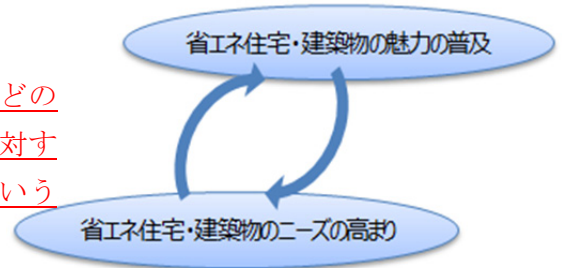 省エネ住宅・建築物の魅力の普及
どの
対す
いう
省エネ住宅・建築物のニーズの高まり